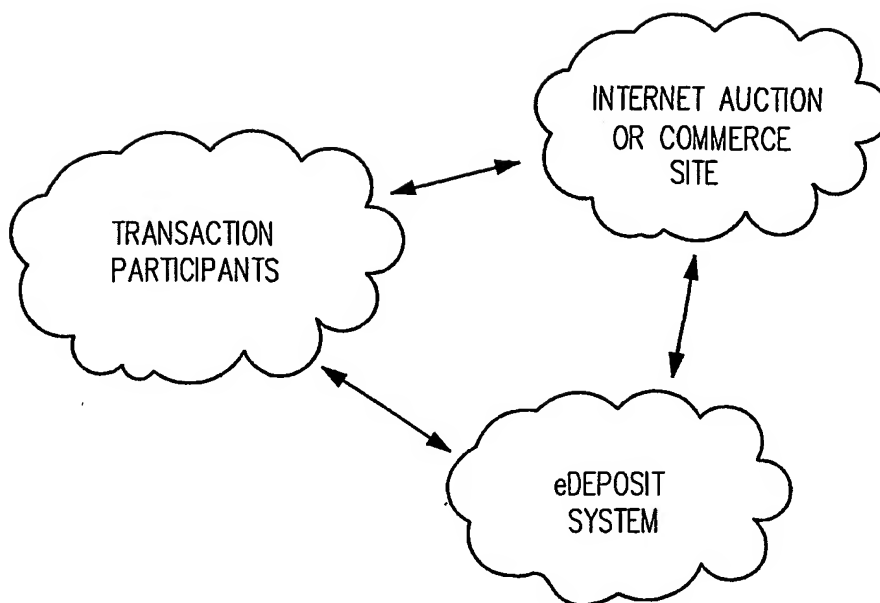 INTERNET AUCTION
OR COMMERCE
SITE
TRANSACTION
PARTICIPANTS
eDEPOSIT
SYSTEM